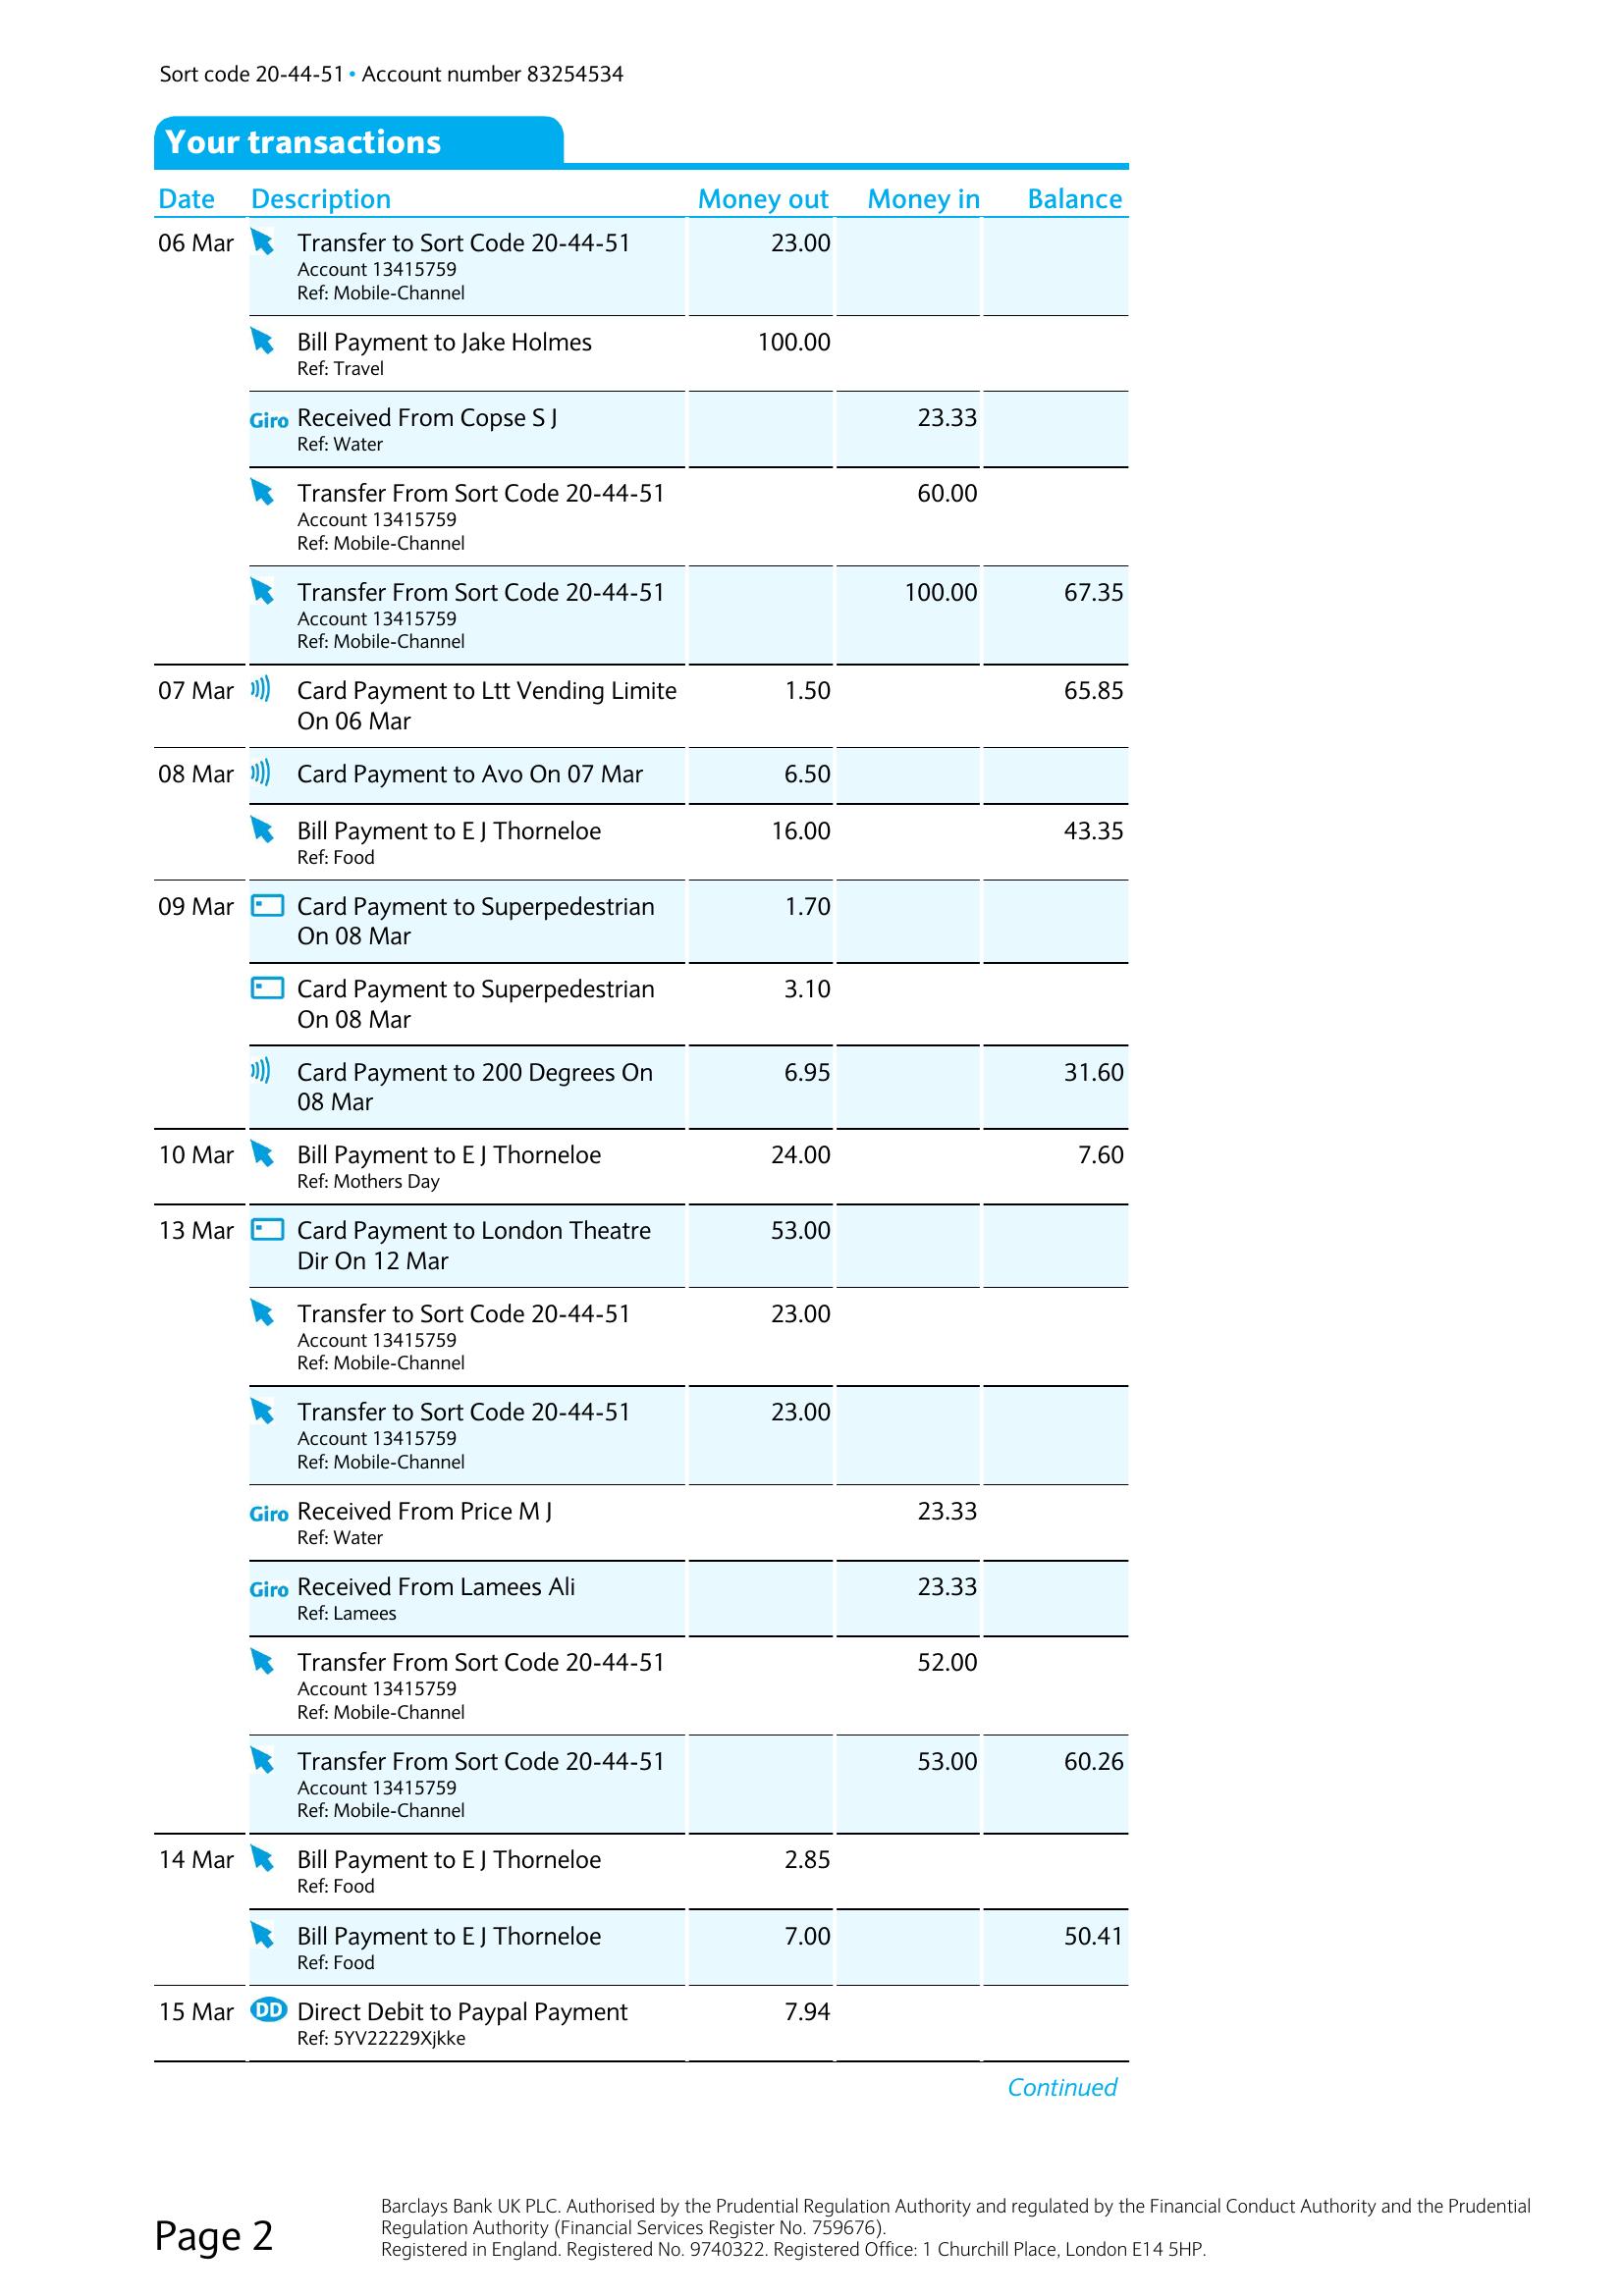 Sort code 20-44-51 • Account number 83254534
Your transactions
Date Description Money out Money in Balance
06 Mar Transfer to Sort Code 20-44-51 23.00
Account 13415759
Ref: Mobile-Channel
Bill Payment to Jake Holmes 100.00
Ref: Travel
Giro Received From Copse S J 23.33
Ref: Water
Transfer From Sort Code 20-44-51 60.00
Account 13415759
Ref: Mobile-Channel
Transfer From Sort Code 20-44-51 100.00 67.35
Account 13415759
Ref: Mobile-Channel
07 Mar Card Payment to Ltt Vending Limite 1.50 65.85
On 06 Mar
08 Mar Card Payment to Avo On 07 Mar 6.50
Bill Payment to E J Thorneloe 16.00 43.35
Ref: Food
09 Mar Card Payment to Superpedestrian 1.70
On 08 Mar
Card Payment to Superpedestrian 3.10
On 08 Mar
Card Payment to 200 Degrees On 6.95 31.60
08 Mar
10 Mar Bill Payment to E J Thorneloe 24.00 7.60
Ref: Mothers Day
13 Mar Card Payment to London Theatre 53.00
Dir On 12 Mar
Transfer to Sort Code 20-44-51 23.00
Account 13415759
Ref: Mobile-Channel
Transfer to Sort Code 20-44-51 23.00
Account 13415759
Ref: Mobile-Channel
Giro Received From Price M J 23.33
Ref: Water
Giro Received From Lamees Ali 23.33
Ref: Lamees
Transfer From Sort Code 20-44-51 52.00
Account 13415759
Ref: Mobile-Channel
Transfer From Sort Code 20-44-51 53.00 60.26
Account 13415759
Ref: Mobile-Channel
14 Mar Bill Payment to E J Thorneloe 2.85
Ref: Food
Bill Payment to E J Thorneloe 7.00 50.41
Ref: Food
15 Mar DD Direct Debit to Paypal Payment 7.94
Ref: 5YV22229Xjkke
Continued
Page 2
Barclays Bank UK PLC. Authorised by the Prudential Regulation Authority and regulated by the Financial Conduct Authority and the Prudential
Regulation Authority (Financial Services Register No. 759676).
Registered in England. Registered No. 9740322. Registered Office: 1 Churchill Place, London E14 5HP.